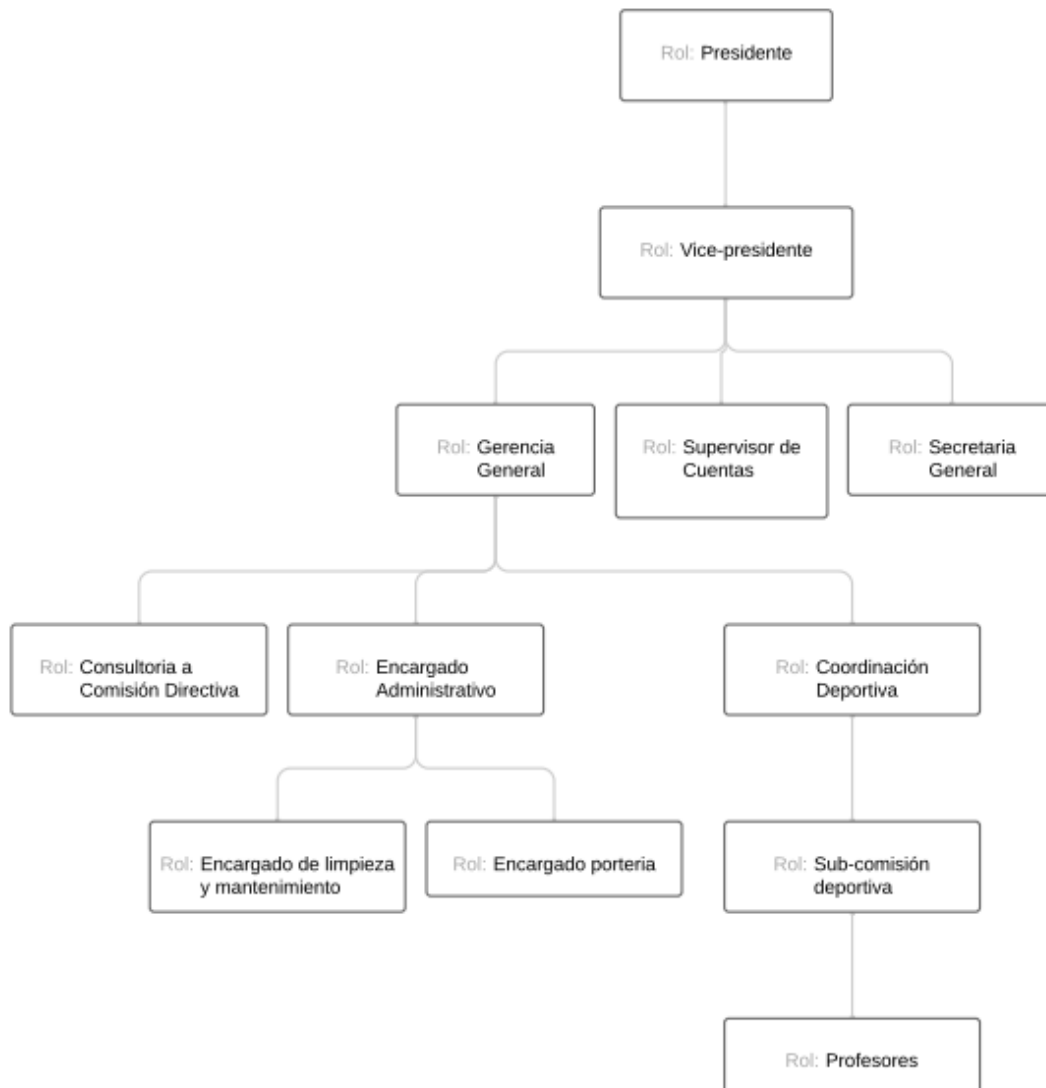 Rol: Presidente
Rol: Vice-presidente
Rol: Gerencia
General
Rol: Supervisor de
Cuentas
Rol: Secretaria
General
Rol: Consultoria a
Comisión Directiva
Rol: Encargado
Administrativo
Rol: Coordinación
Deportiva
Rol: Encargado de limpieza
y mantenimiento
Rol: Encargado porteria
Rol: Sub-comisión
deportiva
Rol: Profesores